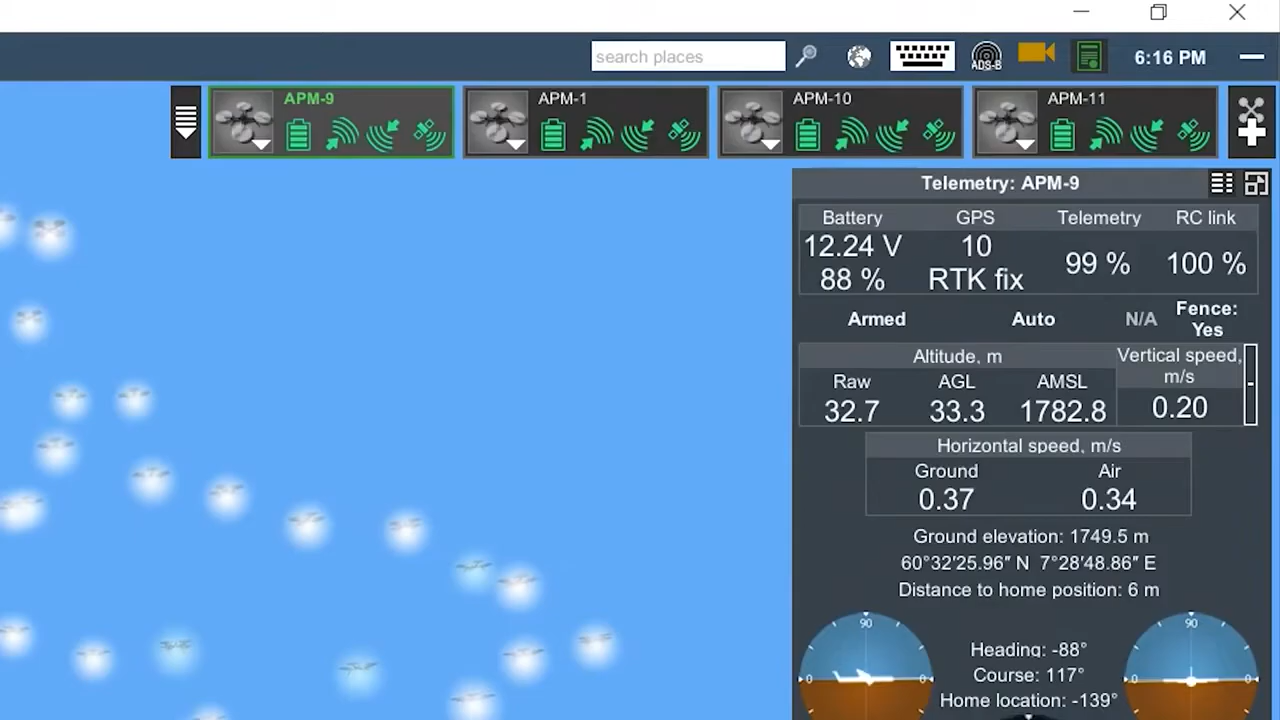 search places
ADS-B
6:16 PM
APM-9
APM-1
APM-10
APM-11
Telemetry: APM-9
Battery GPS Telemetry RC link
12.24 V 10 99 % 100 %
88 % RTK fix
Armed Auto N/A Fence: Yes
Altitude, m Vertical speed, m/s
Raw AGL AMSL
32.7 33.3 1782.8 0.20
Horizontal speed, m/s
Ground Air
0.37 0.34
Ground elevation: 1749.5 m
60°32'25.96" N 7°28'48.86" E
Distance to home position: 6 m
90 90
Heading: -88°
Course: 117°
0 0 0 0
Home location: -139°